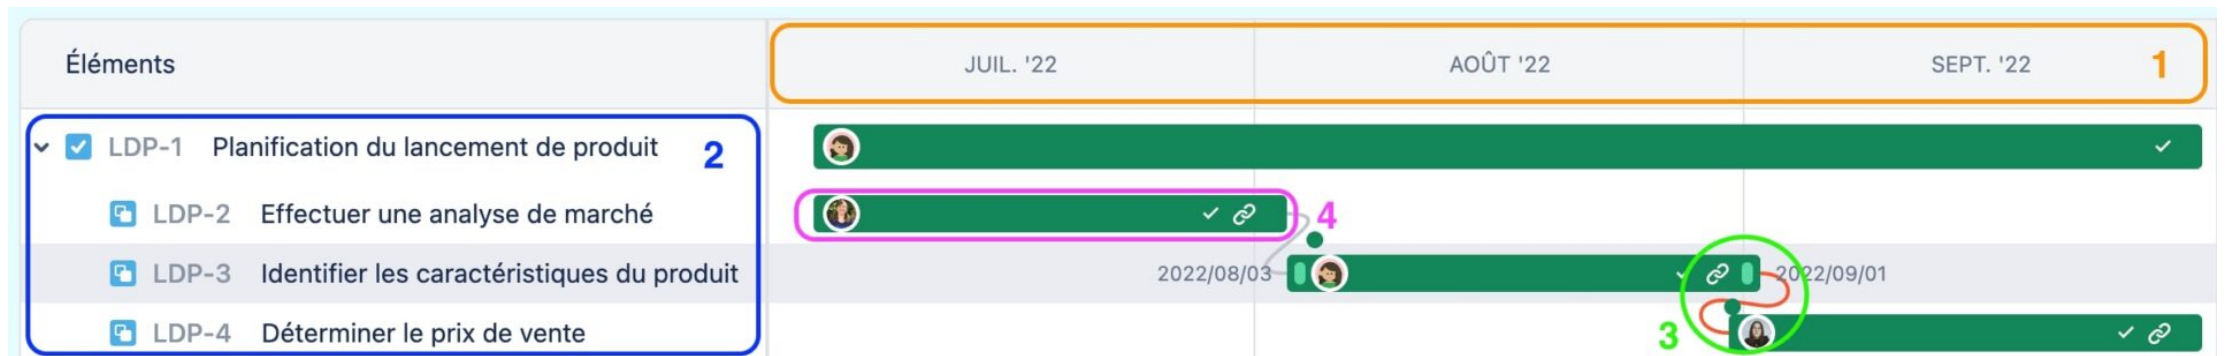 Éléments JUIL. '22 AOÛT '22 SEPT. '22 1
LDP-1 Planification du lancement de produit 2
LDP-2 Effectuer une analyse de marché 4
LDP-3 Identifier les caractéristiques du produit 2022/08/03 2022/09/01
LDP-4 Déterminer le prix de vente 3